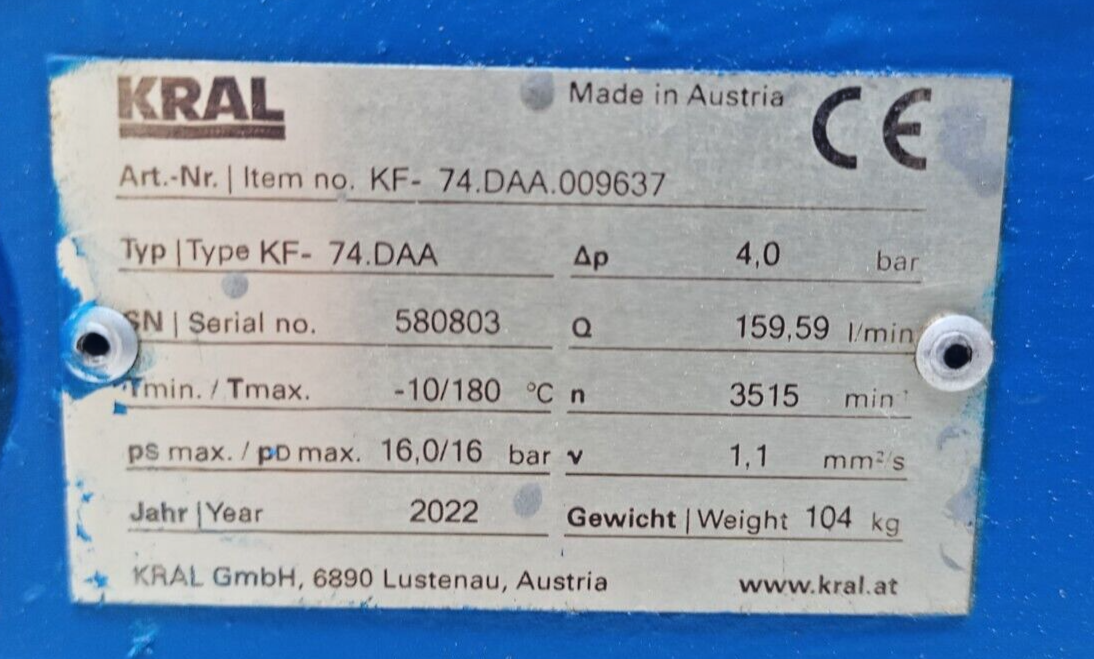 KRAL
Made in Austria
CE
Art.-Nr. | Item no. KF- 74.DAA.009637
Typ | Type KF- 74.DAA
Δp 4,0 bar
SN | Serial no. 580803
Q 159,59 l/min
Tmin. / Tmax. -10/180 °C
n 3515 min⁻¹
pS max. / pD max. 16,0/16 bar
ν 1,1 mm²/s
Jahr | Year 2022
Gewicht | Weight 104 kg
KRAL GmbH, 6890 Lustenau, Austria
www.kral.at